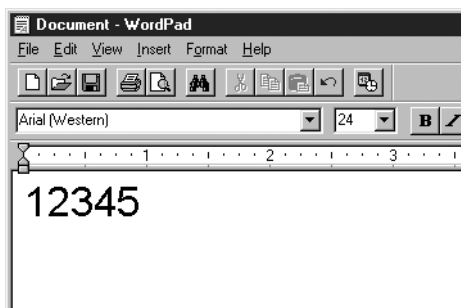 Document - WordPad
File Edit View Insert Format Help
Arial (Western) 24 B I
1 2 3
12345